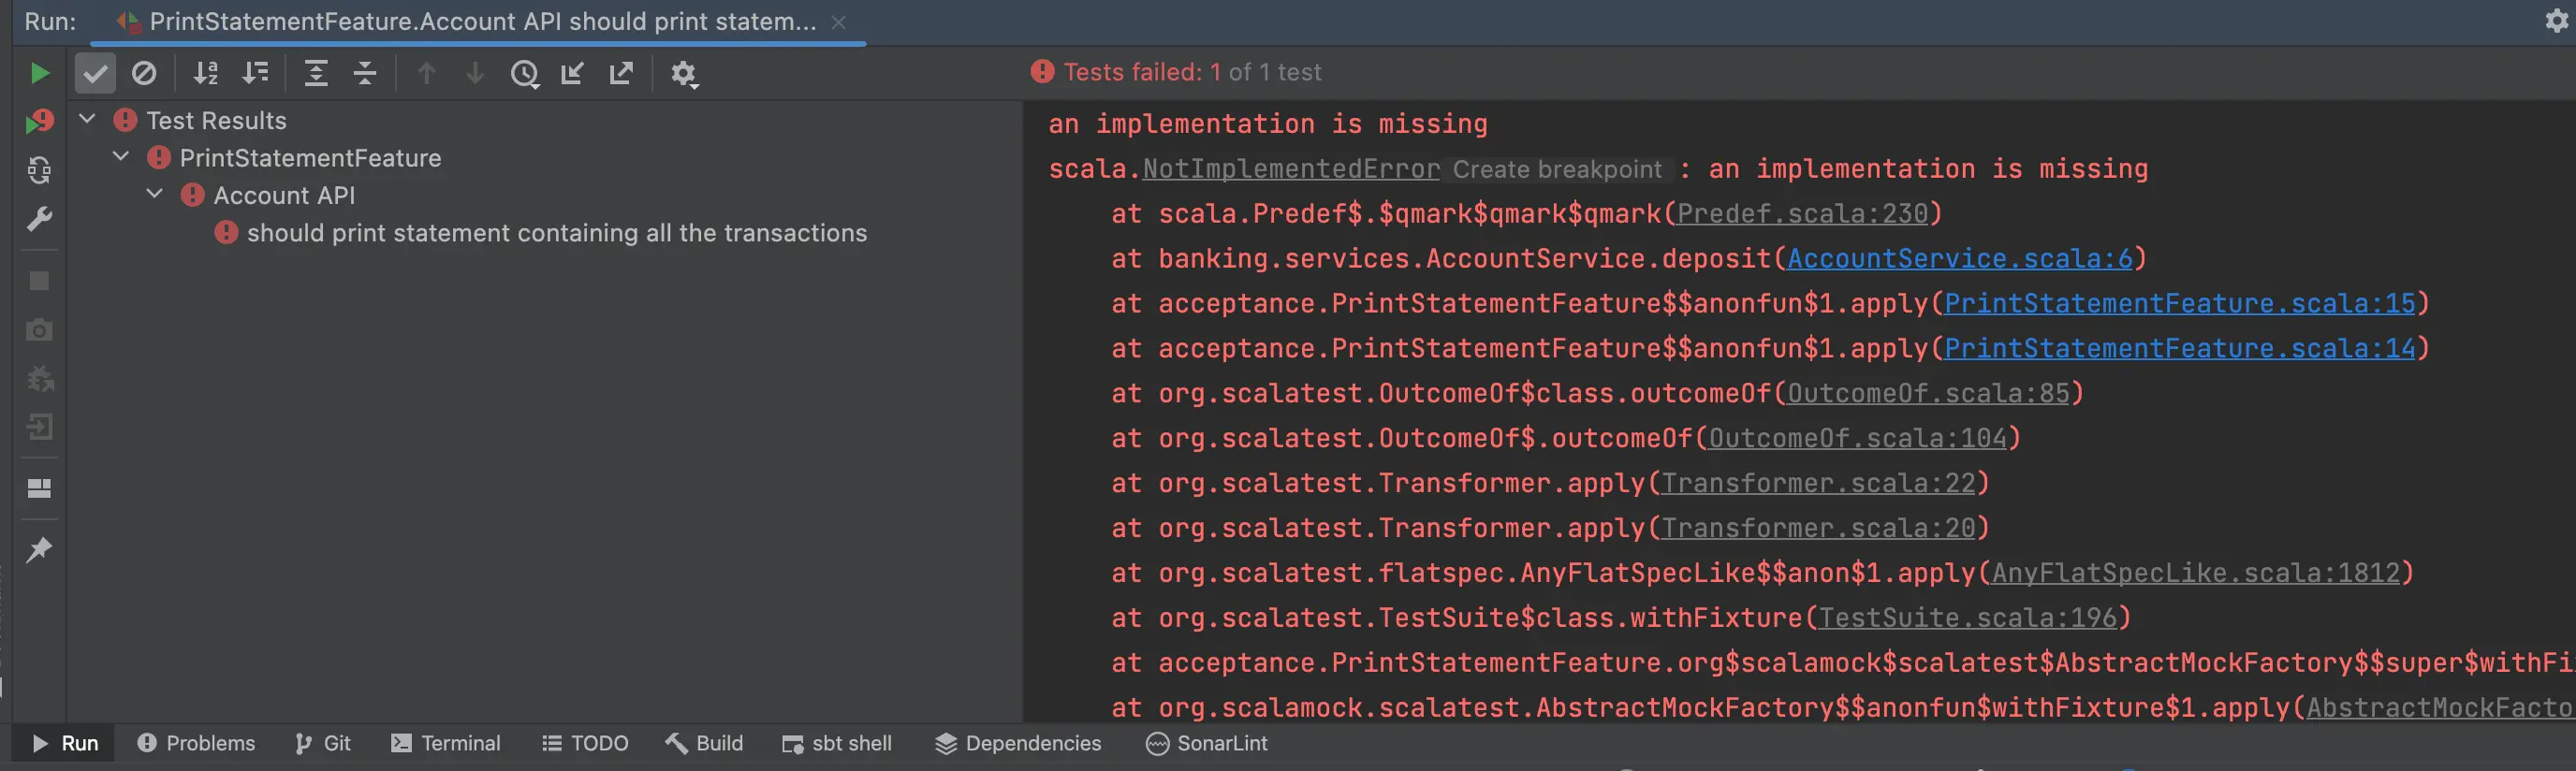 Run: PrintStatementFeature.Account API should print statem...
Tests failed: 1 of 1 test
Test Results
PrintStatementFeature
Account API
should print statement containing all the transactions
an implementation is missing
scala.NotImplementedError Create breakpoint : an implementation is missing
at scala.Predef$.$qmark$qmark$qmark(Predef.scala:230)
at banking.services.AccountService.deposit(AccountService.scala:6)
at acceptance.PrintStatementFeature$$anonfun$1.apply(PrintStatementFeature.scala:15)
at acceptance.PrintStatementFeature$$anonfun$1.apply(PrintStatementFeature.scala:14)
at org.scalatest.OutcomeOf$class.outcomeOf(OutcomeOf.scala:85)
at org.scalatest.OutcomeOf$.outcomeOf(OutcomeOf.scala:104)
at org.scalatest.Transformer.apply(Transformer.scala:22)
at org.scalatest.Transformer.apply(Transformer.scala:20)
at org.scalatest.flatspec.AnyFlatSpecLike$$anon$1.apply(AnyFlatSpecLike.scala:1812)
at org.scalatest.TestSuite$class.withFixture(TestSuite.scala:196)
at acceptance.PrintStatementFeature.org$scalamock$scalatest$AbstractMockFactory$$super$withFi
at org.scalamock.scalatest.AbstractMockFactory$$anonfun$withFixture$1.apply(AbstractMockFacto
Run Problems Git Terminal TODO Build sbt shell Dependencies SonarLint